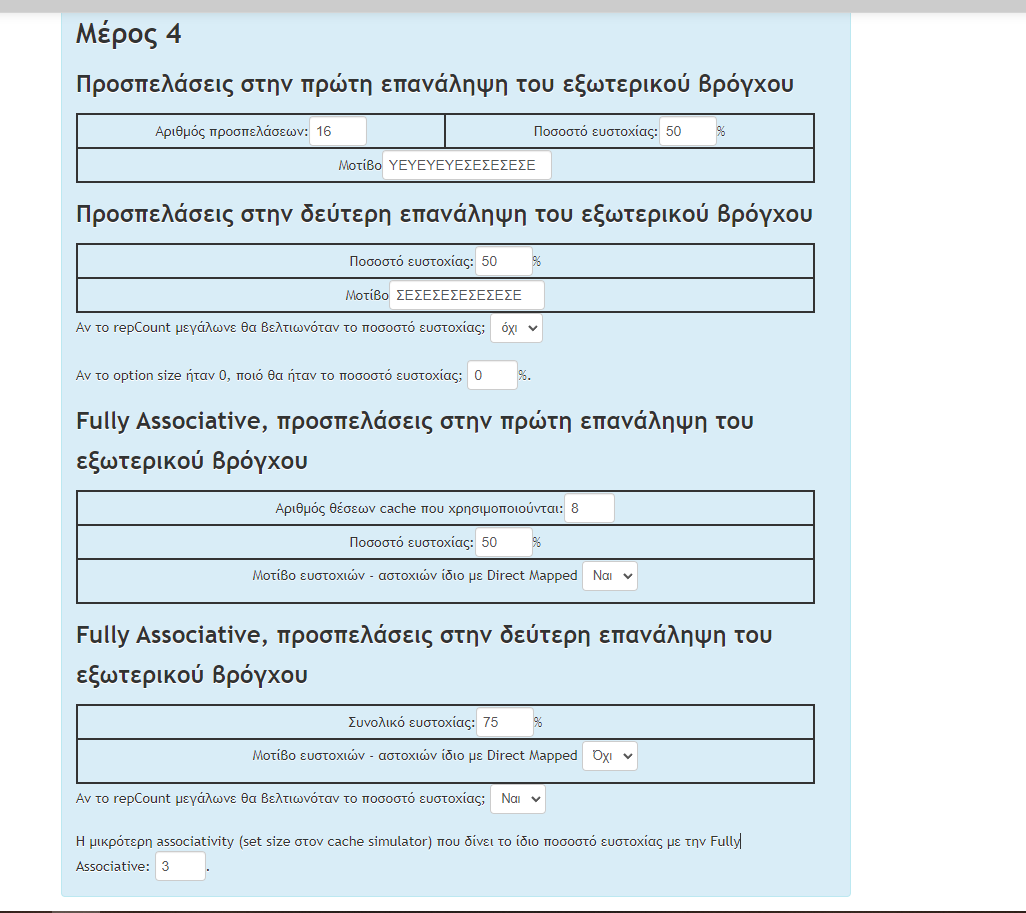 Μέρος 4
Προσπελάσεις στην πρώτη επανάληψη του εξωτερικού βρόγχου
Αριθμός προσπελάσεων: 16 Ποσοστό ευστοχίας: 50 %
Μοτίβο ΥΕΥΕΥΕΥΕΣΕΣΕΣΕΣΕ
Προσπελάσεις στην δεύτερη επανάληψη του εξωτερικού βρόγχου
Ποσοστό ευστοχίας: 50 %
Μοτίβο ΣΕΣΕΣΕΣΕΣΕΣΕΣΕ
Αν το repCount μεγάλωνε θα βελτιωνόταν το ποσοστό ευστοχίας; όχι
Αν το option size ήταν 0, ποιό θα ήταν το ποσοστό ευστοχίας; 0 %.
Fully Associative, προσπελάσεις στην πρώτη επανάληψη του
εξωτερικού βρόγχου
Αριθμός θέσεων cache που χρησιμοποιούνται: 8
Ποσοστό ευστοχίας: 50 %
Μοτίβο ευστοχιών - αστοχιών ίδιο με Direct Mapped Ναι
Fully Associative, προσπελάσεις στην δεύτερη επανάληψη του
εξωτερικού βρόγχου
Συνολικό ευστοχίας: 75 %
Μοτίβο ευστοχιών - αστοχιών ίδιο με Direct Mapped Όχι
Αν το repCount μεγάλωνε θα βελτιωνόταν το ποσοστό ευστοχίας; Ναι
Η μικρότερη associativity (set size στον cache simulator) που δίνει το ίδιο ποσοστό ευστοχίας με την Fully
Associative: 3 .